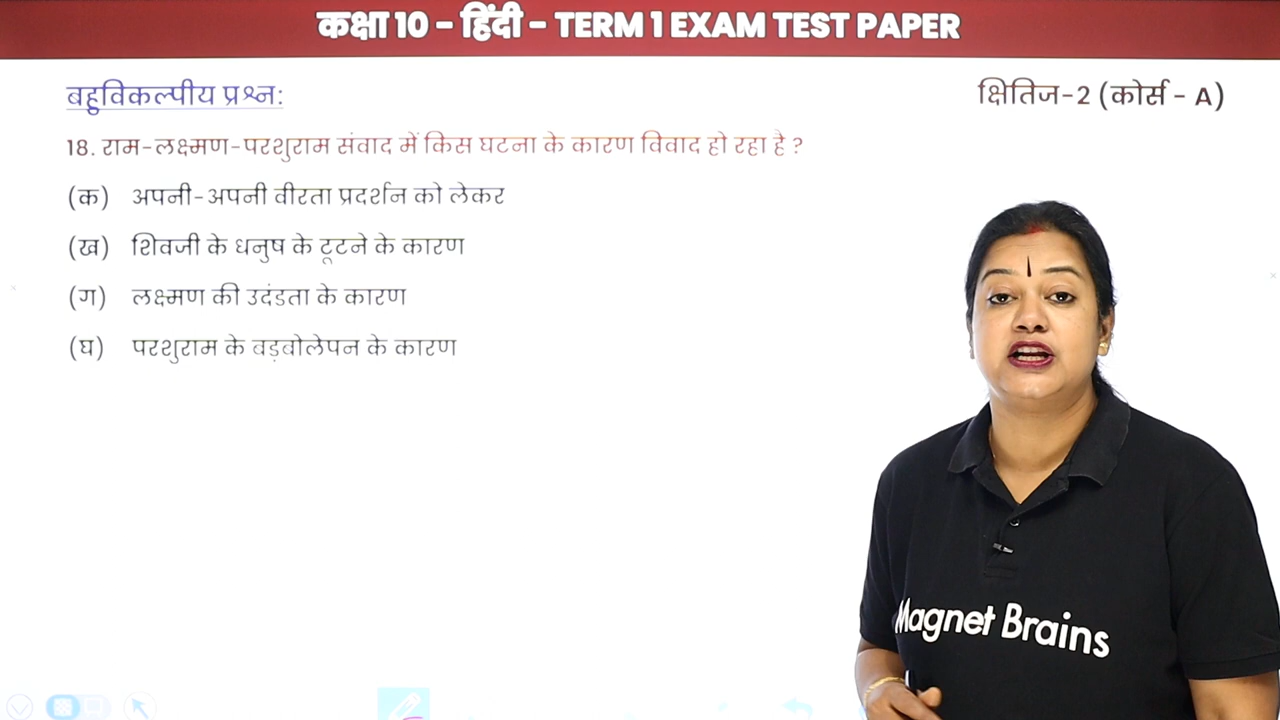 कक्षा 10 - हिंदी - TERM 1 EXAM TEST PAPER
बहुविकल्पीय प्रश्न:
क्षितिज-2 (कोर्स - A)
18. राम-लक्ष्मण-परशुराम संवाद में किस घटना के कारण विवाद हो रहा है ?
(क) अपनी-अपनी वीरता प्रदर्शन को लेकर
(ख) शिवजी के धनुष के टूटने के कारण
(ग) लक्ष्मण की उदंडता के कारण
(घ) परशुराम के बड़बोलेपन के कारण
Magnet Brains